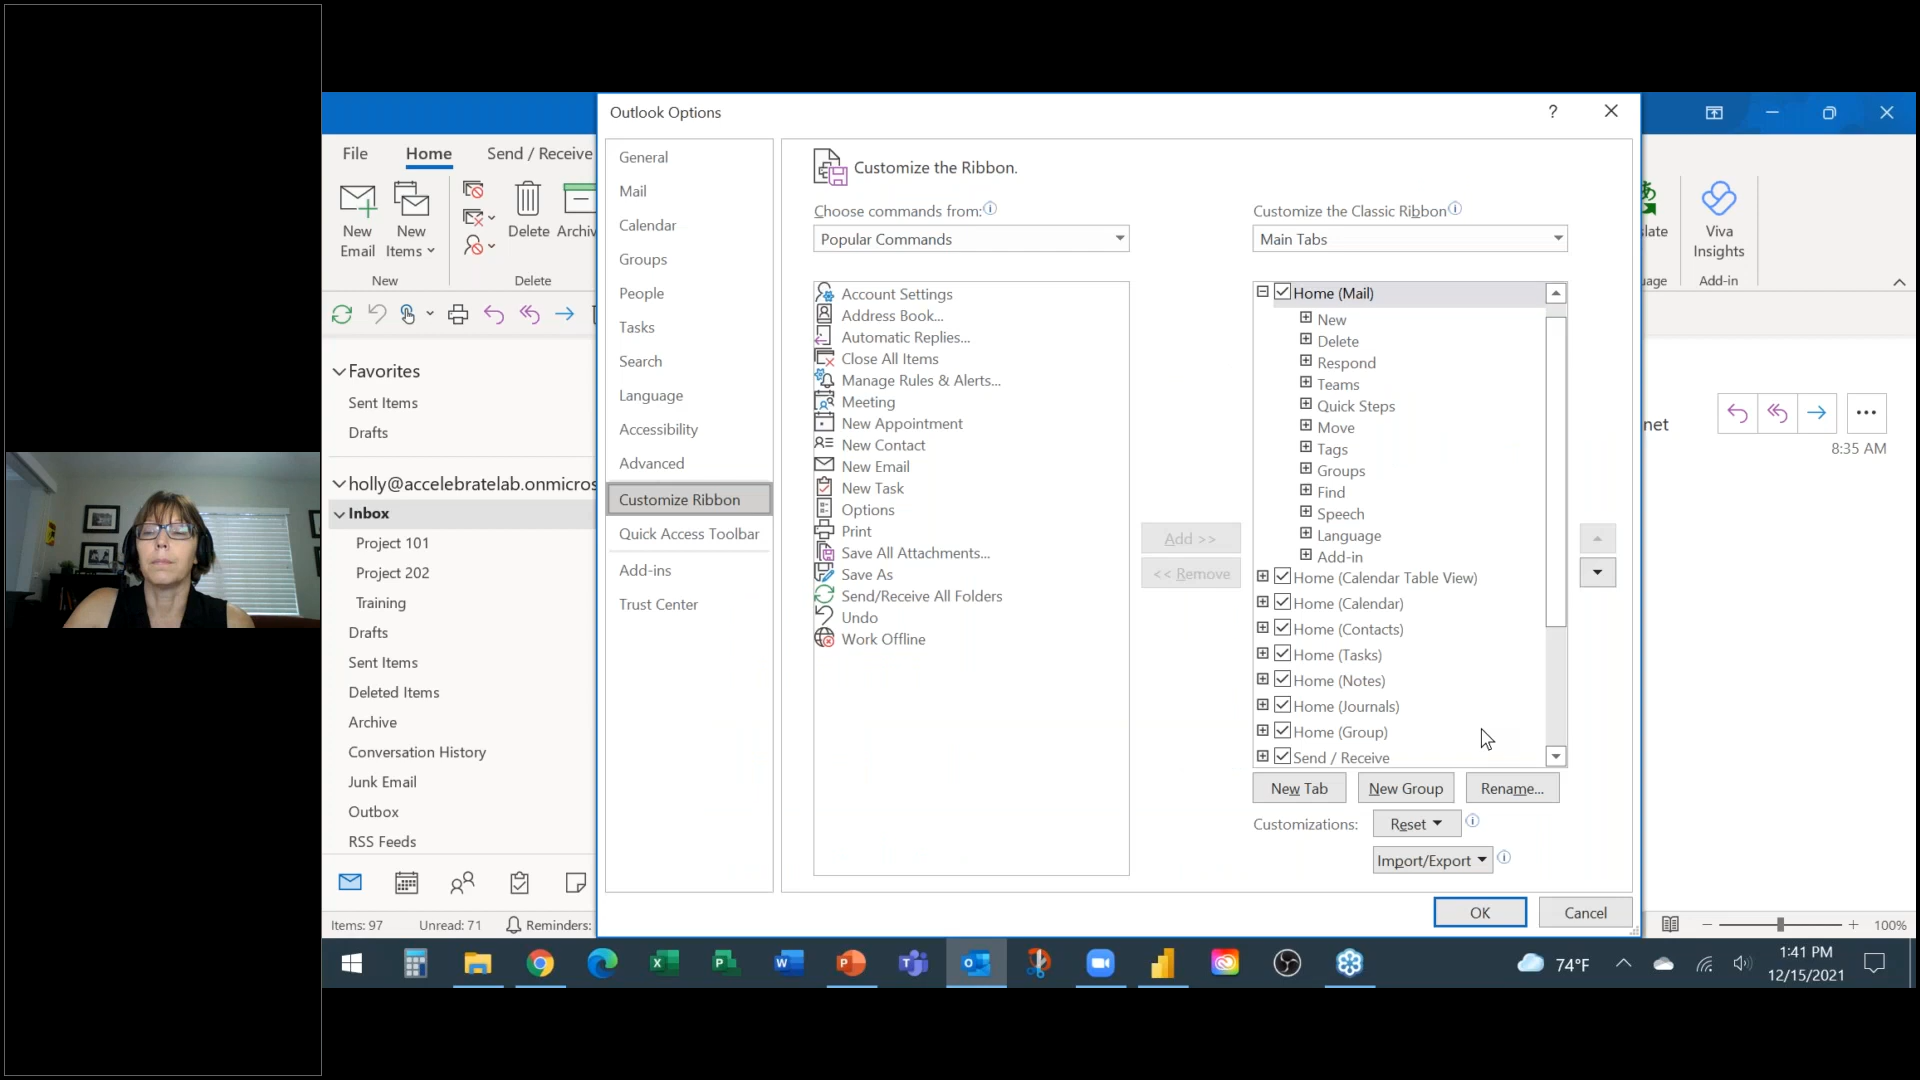 Outlook Options
?
File
Home
Send / Receive
New
Email
New
Items
Delete
Archiv
New
Delete
Favorites
Sent Items
Drafts
holly@accelebratelab.onmicros
Inbox
Project 101
Project 202
Training
Drafts
Sent Items
Deleted Items
Archive
Conversation History
Junk Email
Outbox
RSS Feeds
Items: 97
Unread: 71
Reminders:
General
Mail
Calendar
Groups
People
Tasks
Search
Language
Accessibility
Advanced
Customize Ribbon
Quick Access Toolbar
Add-ins
Trust Center
Customize the Ribbon.
Choose commands from:
Popular Commands
Account Settings
Address Book...
Automatic Replies...
Close All Items
Manage Rules & Alerts...
Meeting
New Appointment
New Contact
New Email
New Task
Options
Print
Save All Attachments...
Save As
Send/Receive All Folders
Undo
Work Offline
Add >>
<< Remove
Customize the Classic Ribbon
Main Tabs
Home (Mail)
New
Delete
Respond
Teams
Quick Steps
Move
Tags
Groups
Find
Speech
Language
Add-in
Home (Calendar Table View)
Home (Calendar)
Home (Contacts)
Home (Tasks)
Home (Notes)
Home (Journals)
Home (Group)
Send / Receive
New Tab
New Group
Rename...
Customizations:
Reset
Import/Export
OK
Cancel
late
uage
Viva
Insights
Add-in
net
8:35 AM
100%
74°F
1:41 PM
12/15/2021